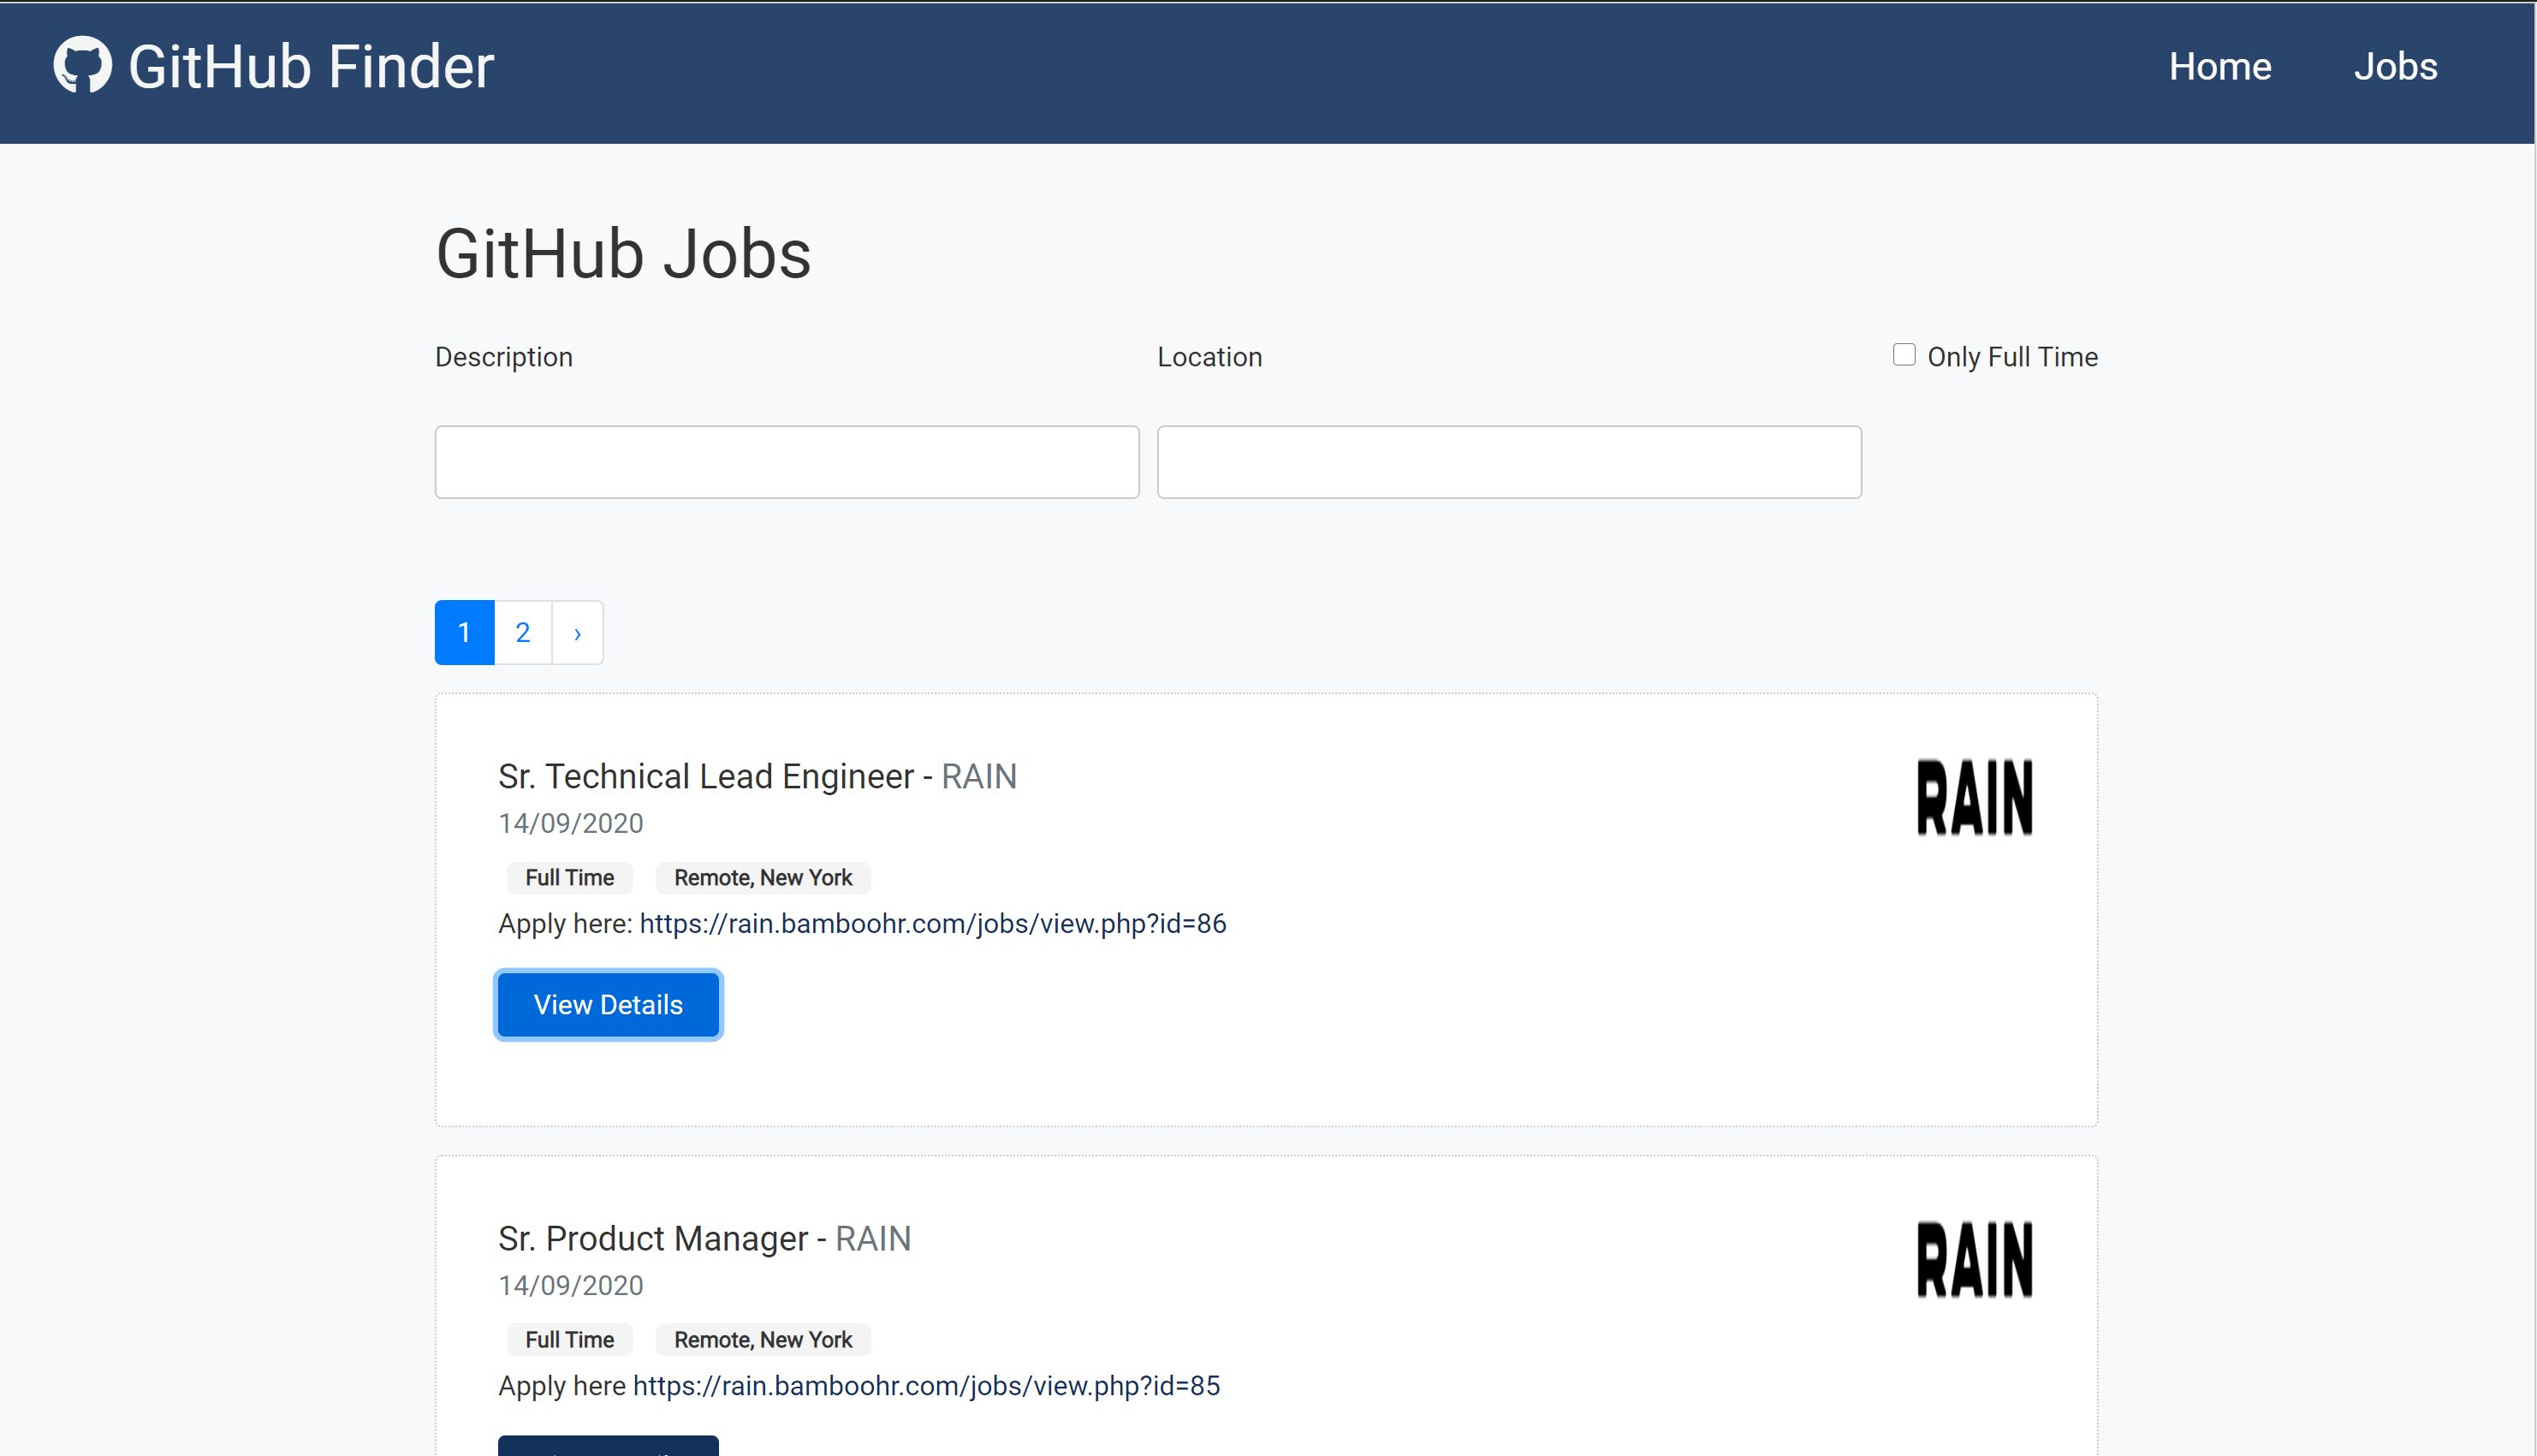 GitHub Finder
Home
Jobs
GitHub Jobs
Description
Location
Only Full Time
1
2
›
Sr. Technical Lead Engineer - RAIN
14/09/2020
Full Time
Remote, New York
Apply here: https://rain.bamboohr.com/jobs/view.php?id=86
View Details
RAIN
Sr. Product Manager - RAIN
14/09/2020
Full Time
Remote, New York
Apply here https://rain.bamboohr.com/jobs/view.php?id=85
RAIN